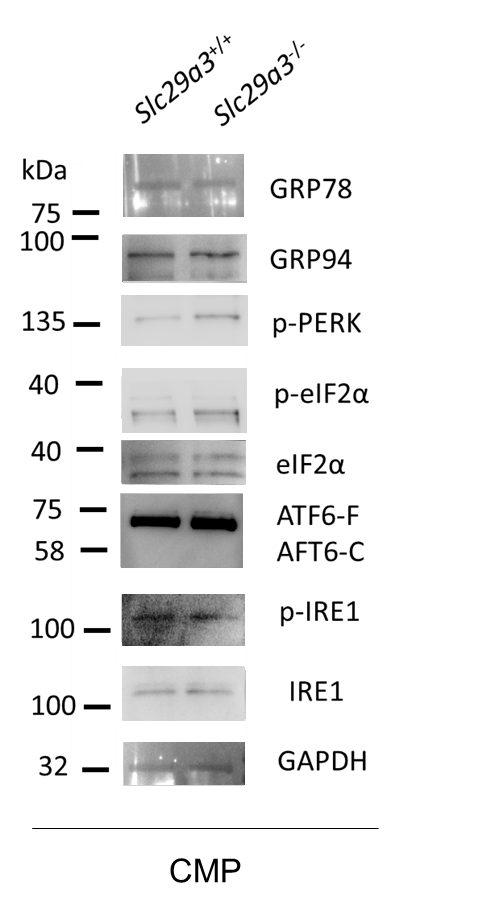 Slc29a3+/+
Slc29a3-/-
kDa
GRP78
75
100
GRP94
135
p-PERK
40
p-eIF2α
40
eIF2α
75
ATF6-F
58
AFT6-C
p-IRE1
100
IRE1
100
GAPDH
32
CMP